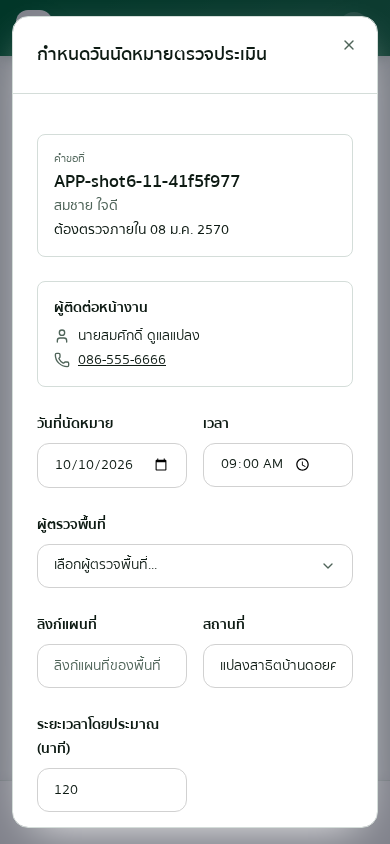 กำหนดวันนัดหมายตรวจประเมิน
คำขอที่
APP-shot6-11-41f5f977
สมชาย ใจดี
ต้องตรวจภายใน 08 ม.ค. 2570
ผู้ติดต่อหน้างาน
นายสมศักดิ์ ดูแลแปลง
086-555-6666
วันที่นัดหมาย
เวลา
10/10/2026
09:00 AM
ผู้ตรวจพื้นที่
เลือกผู้ตรวจพื้นที่...
ลิงก์แผนที่
สถานที่
ลิงก์แผนที่ของพื้นที่
แปลงสาธิตบ้านดอย
ระยะเวลาโดยประมาณ
(นาที)
120